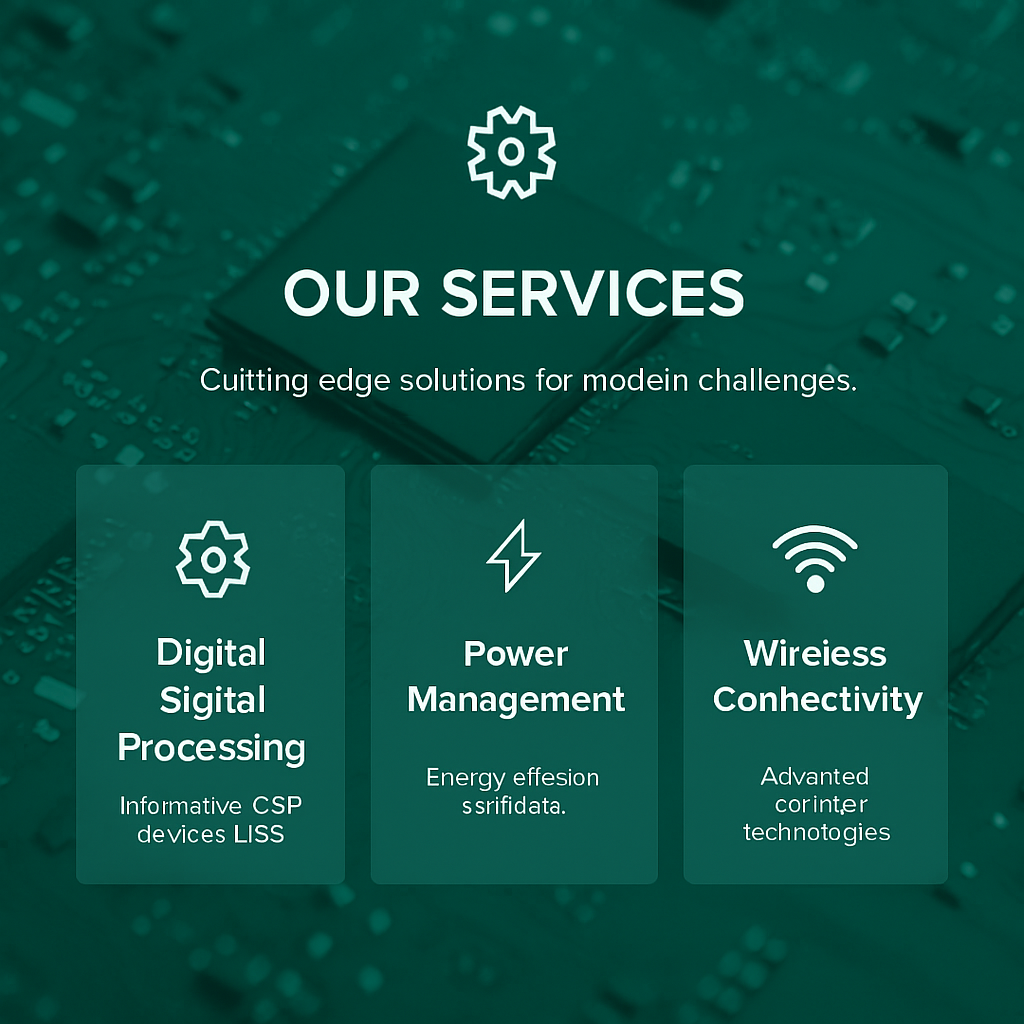 OUR SERVICES
Cuitting edge solutions for modein challenges.
Digital
Sigital
Processing
Informative CSP
devices LISS
Power
Management
Energy effesion
ssrifidata.
Wireiess
Conhectivity
Advanted
corinter
technotogies